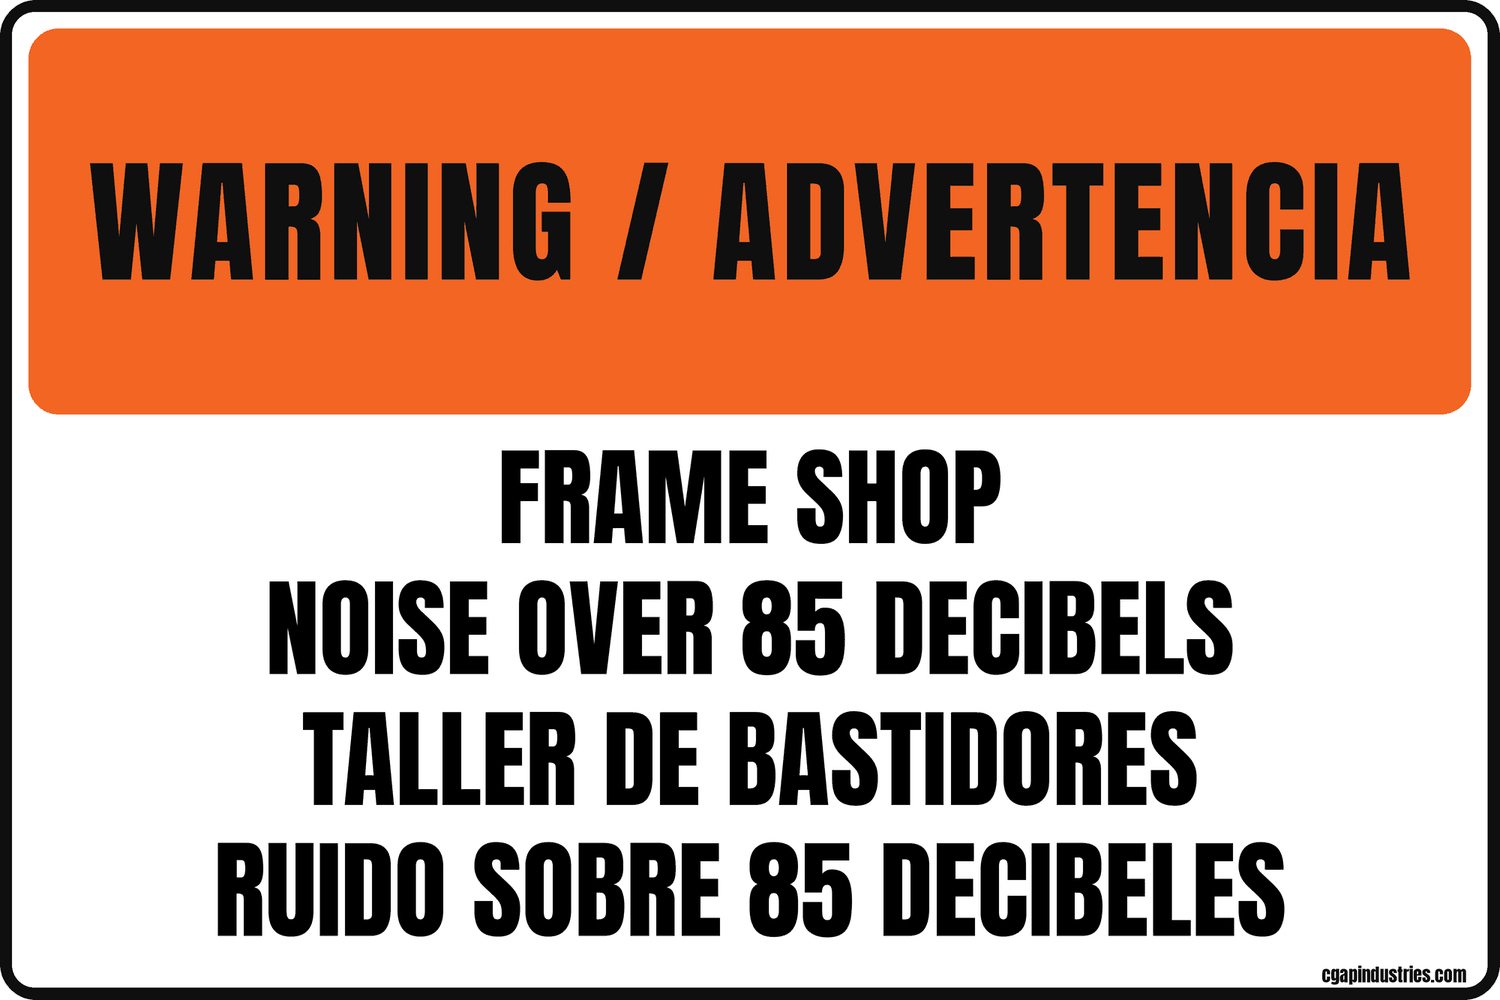 WARNING / ADVERTENCIA
FRAME SHOP
NOISE OVER 85 DECIBELS
TALLER DE BASTIDORES
RUIDO SOBRE 85 DECIBELES
cgapindustries.com